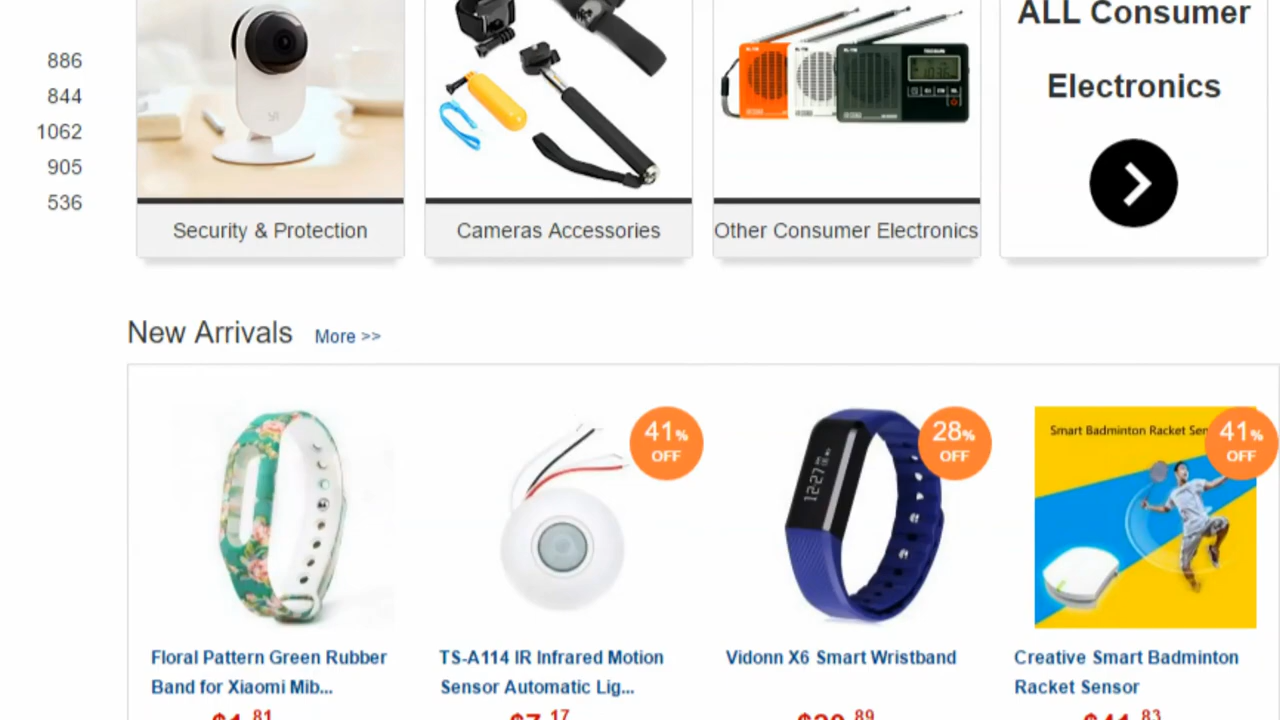 ALL Consumer
Electronics
886
844
1062
905
536
Security & Protection
Cameras Accessories
Other Consumer Electronics
New Arrivals More >>
41% OFF
28% OFF
Smart Badminton Racket Sen
41% OFF
12:27
Floral Pattern Green Rubber
Band for Xiaomi Mib...
TS-A114 IR Infrared Motion
Sensor Automatic Lig...
Vidonn X6 Smart Wristband
Creative Smart Badminton
Racket Sensor